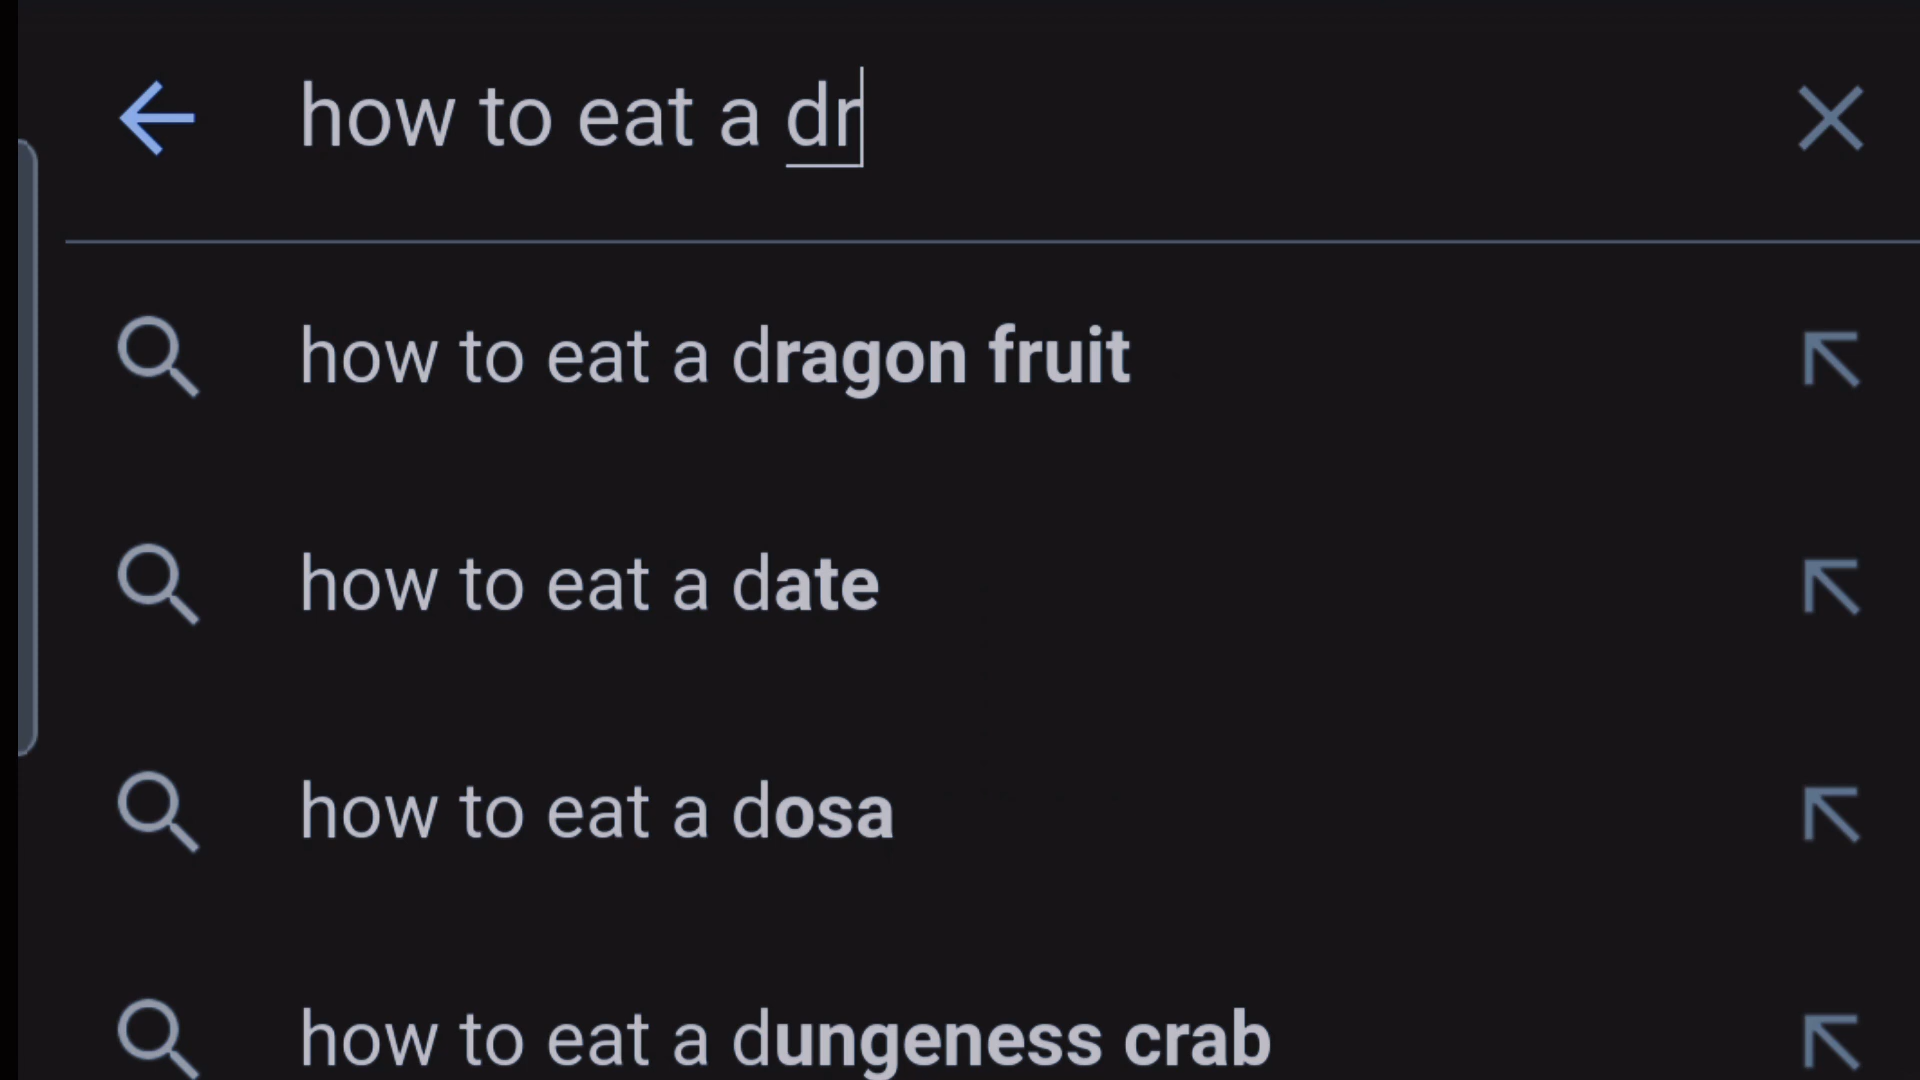 how to eat a dr
how to eat a dragon fruit
how to eat a date
how to eat a dosa
how to eat a dungeness crab